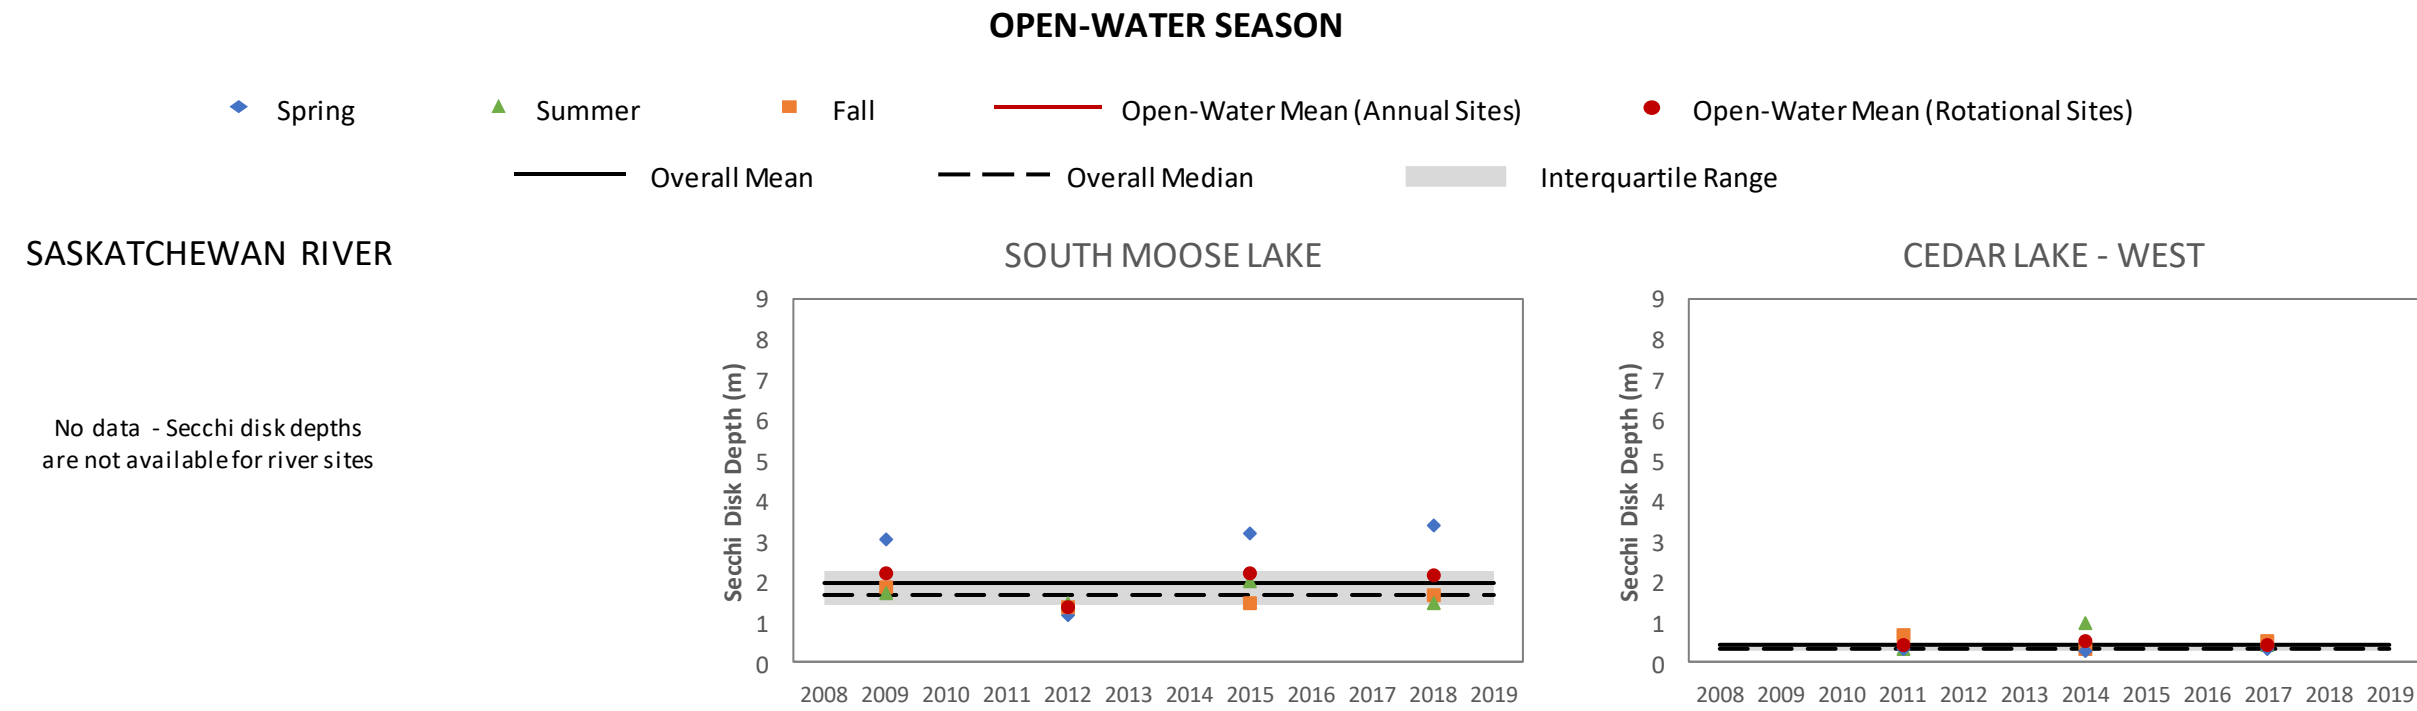 OPEN-WATER SEASON
Spring
Summer
Fall
Open-Water Mean (Annual Sites)
Open-Water Mean (Rotational Sites)
Overall Mean
Overall Median
Interquartile Range
SASKATCHEWAN RIVER
No data - Secchi disk depths
are not available for river sites
SOUTH MOOSE LAKE
Secchi Disk Depth (m)
9
8
7
6
5
4
3
2
1
0
2008 2009 2010 2011 2012 2013 2014 2015 2016 2017 2018 2019
CEDAR LAKE - WEST
Secchi Disk Depth (m)
9
8
7
6
5
4
3
2
1
0
2008 2009 2010 2011 2012 2013 2014 2015 2016 2017 2018 2019